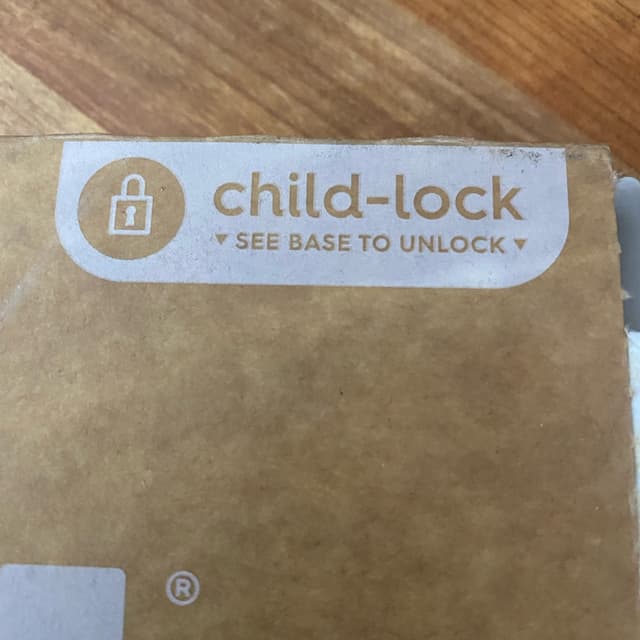 child-lock
▼ SEE BASE TO UNLOCK ▼
®